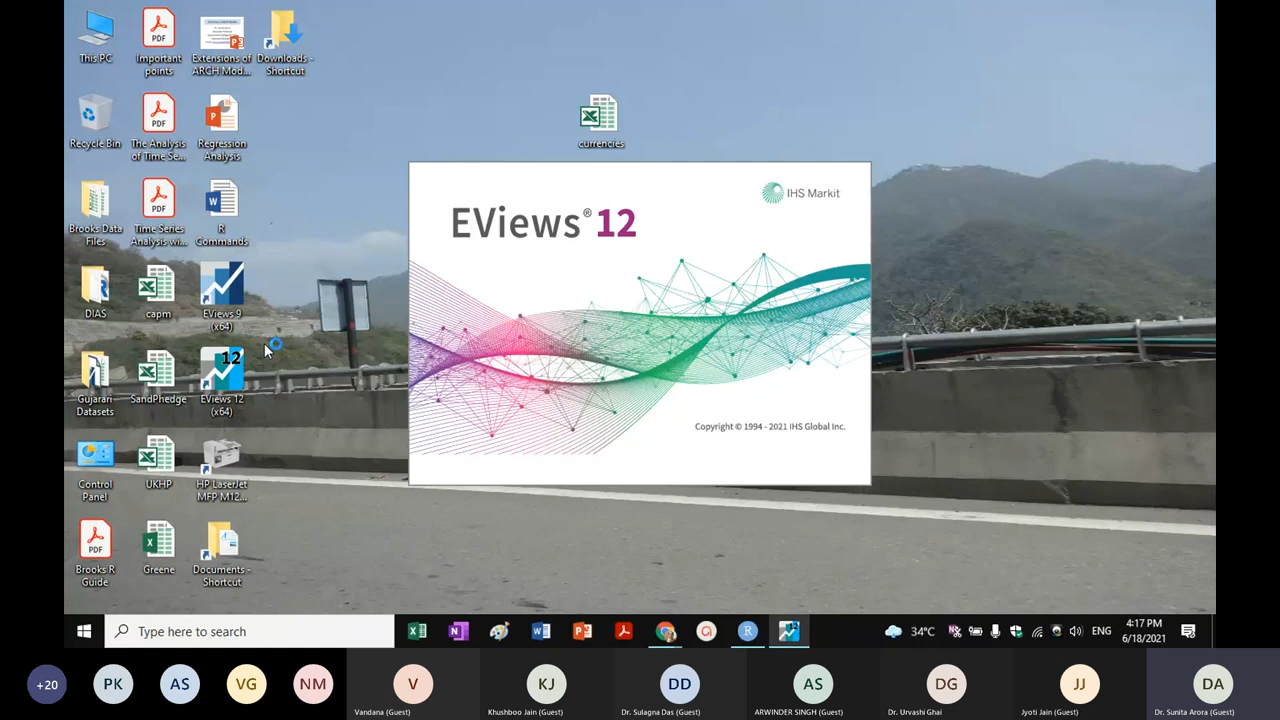 This PC
Important
points
Extensions of
ARCH Mod...
Downloads -
Shortcut
Recycle Bin
The Analysis
of Time Se...
Regression
Analysis
currencies
Brooks Data
Files
Time Series
Analysis wi...
R
Commands
DIAS
capm
EViews 9
(x64)
Gujarati
Datasets
SandPhedge
12
EViews 12
(x64)
Control
Panel
UKHP
HP LaserJet
MFP M12...
Brooks R
Guide
Greene
Documents -
Shortcut
IHS Markit
EViews® 12
Copyright © 1994 - 2021 IHS Global Inc.
Type here to search
34°C
ENG
4:17 PM
6/18/2021
+20
PK
AS
VG
NM
V
Vandana (Guest)
KJ
Khushboo Jain (Guest)
DD
Dr. Sulagna Das (Guest)
AS
ARWINDER SINGH (Guest)
DG
Dr. Urvashi Ghai
JJ
Jyoti Jain (Guest)
DA
Dr. Sunita Arora (Guest)